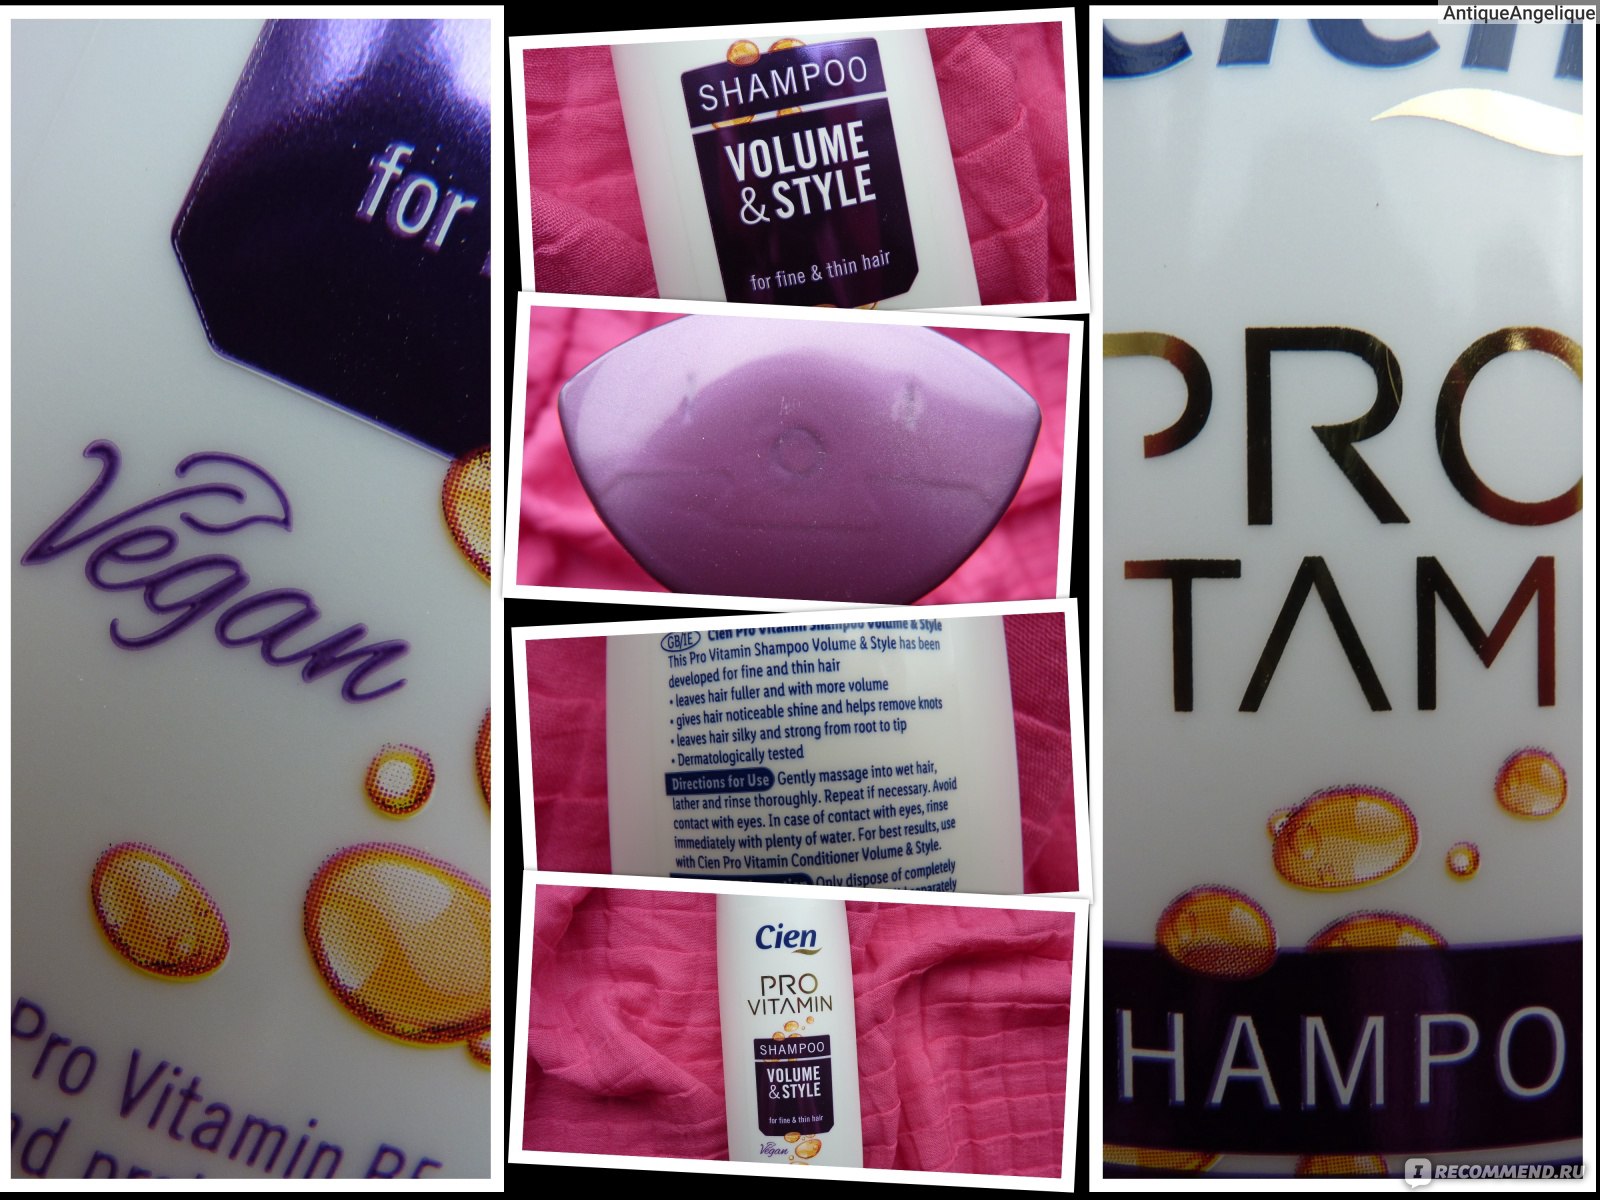 for
Vegan
Pro Vitamin B5
SHAMPOO
VOLUME
& STYLE
for fine & thin hair
GB/IE Cien Pro Vitamin Shampoo Volume & Style
This Pro Vitamin Shampoo Volume & Style has been
developed for fine and thin hair
• leaves hair fuller and with more volume
• gives hair noticeable shine and helps remove knots
• leaves hair silky and strong from root to tip
• Dermatologically tested
Directions for Use Gently massage into wet hair,
lather and rinse thoroughly. Repeat if necessary. Avoid
contact with eyes. In case of contact with eyes, rinse
immediately with plenty of water. For best results, use
with Cien Pro Vitamin Conditioner Volume & Style.
Only dispose of completely
Cien
PRO
VITAMIN
SHAMPOO
VOLUME
& STYLE
for fine & thin hair
Vegan
AntiqueAngelique
Cien
PRO
TAM
HAMPO
IRECOMMEND.RU